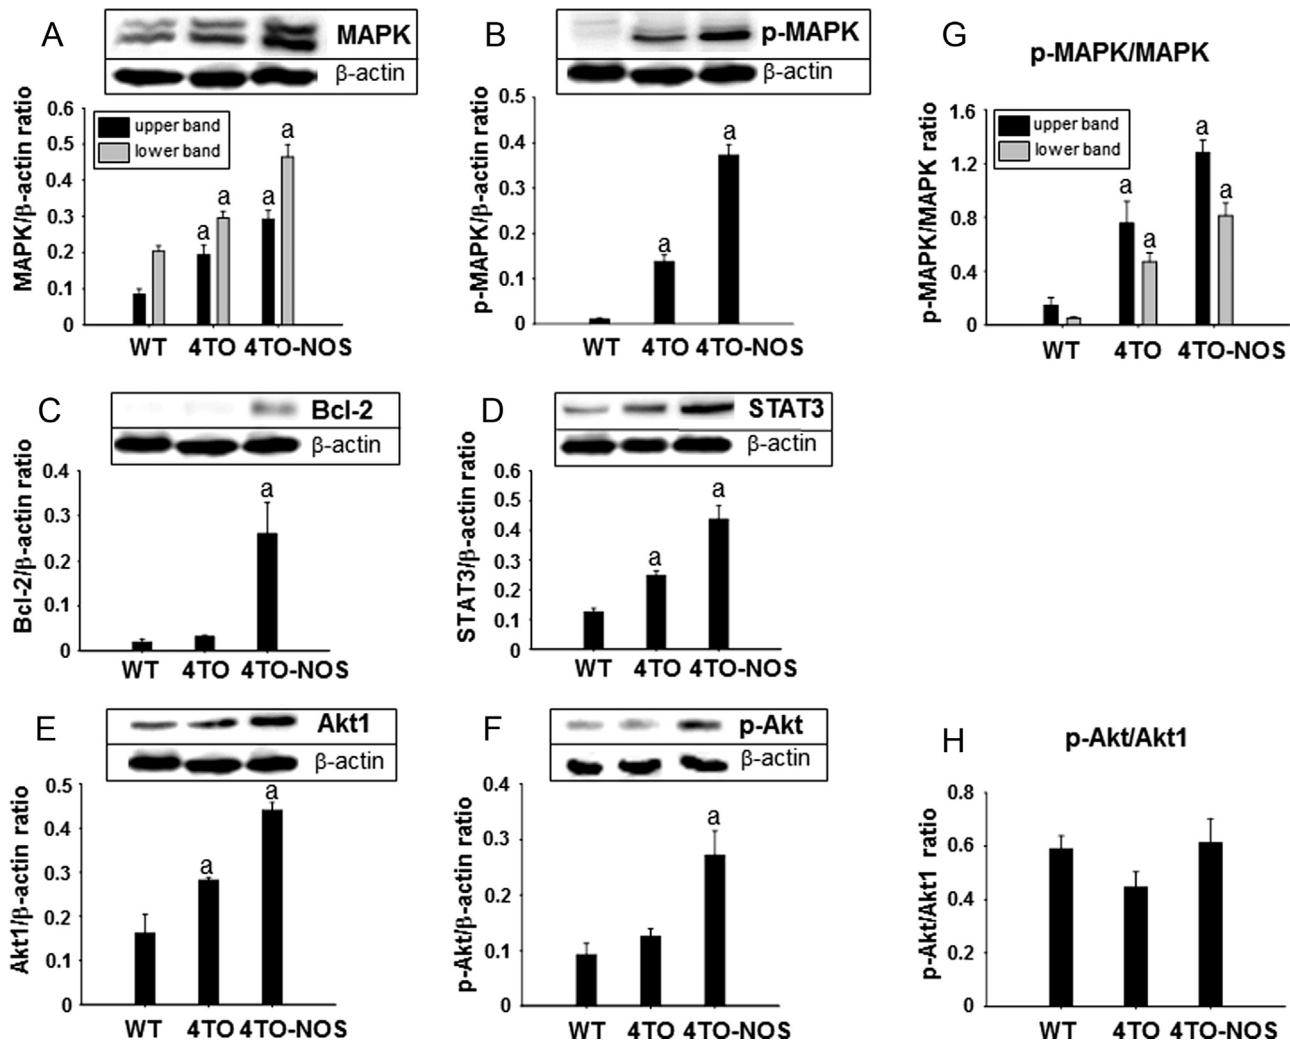 A
MAPK
β-actin
MAPK/β-actin ratio
0.6
0.5
0.4
0.3
0.2
0.1
0
upper band
lower band
a
a
a
a
WT 4TO 4TO-NOS
B
p-MAPK
β-actin
p-MAPK/β-actin ratio
0.5
0.4
0.3
0.2
0.1
0
a
a
WT 4TO 4TO-NOS
G
p-MAPK/MAPK
p-MAPK/MAPK ratio
1.6
1.2
0.8
0.4
0
upper band
lower band
a
a
a
a
WT 4TO 4TO-NOS
C
Bcl-2
β-actin
Bcl-2/β-actin ratio
0.4
0.3
0.2
0.1
0
a
WT 4TO 4TO-NOS
D
STAT3
β-actin
STAT3/β-actin ratio
0.6
0.5
0.4
0.3
0.2
0.1
0
a
a
WT 4TO 4TO-NOS
E
Akt1
β-actin
Akt1/β-actin ratio
0.5
0.4
0.3
0.2
0.1
0
a
a
WT 4TO 4TO-NOS
F
p-Akt
β-actin
p-Akt/β-actin ratio
0.4
0.3
0.2
0.1
0
a
WT 4TO 4TO-NOS
H
p-Akt/Akt1
p-Akt/Akt1 ratio
0.8
0.6
0.4
0.2
0
WT 4TO 4TO-NOS